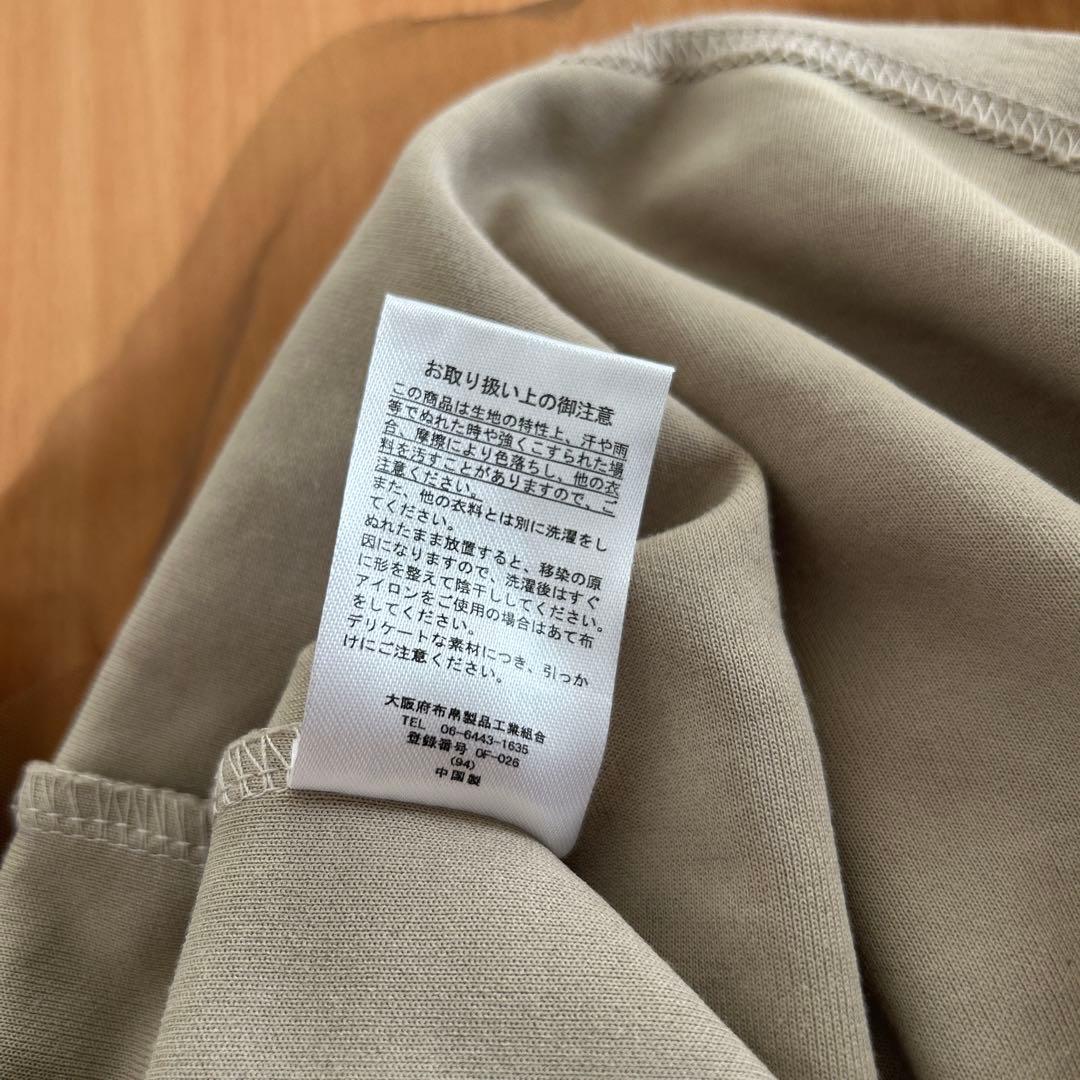 お取り扱い上の御注意
この商品は生地の特性上、汗や雨
等でぬれた時や強くこすられた場
合、摩擦により色落ちし、他の衣
料を汚すことがありますので、ご
注意ください。
また、他の衣料とは別に洗濯をし
てください。
ぬれたまま放置すると、移染の原
因になりますので、洗濯後はすぐ
に形を整えて陰干ししてください。
アイロンをご使用の場合はあて布
をしてください。
デリケートな素材につき、引っか
けにご注意ください。
大阪府布帛製品工業組合
TEL 06-6443-1635
登録番号 OF-026
(94)
中国製